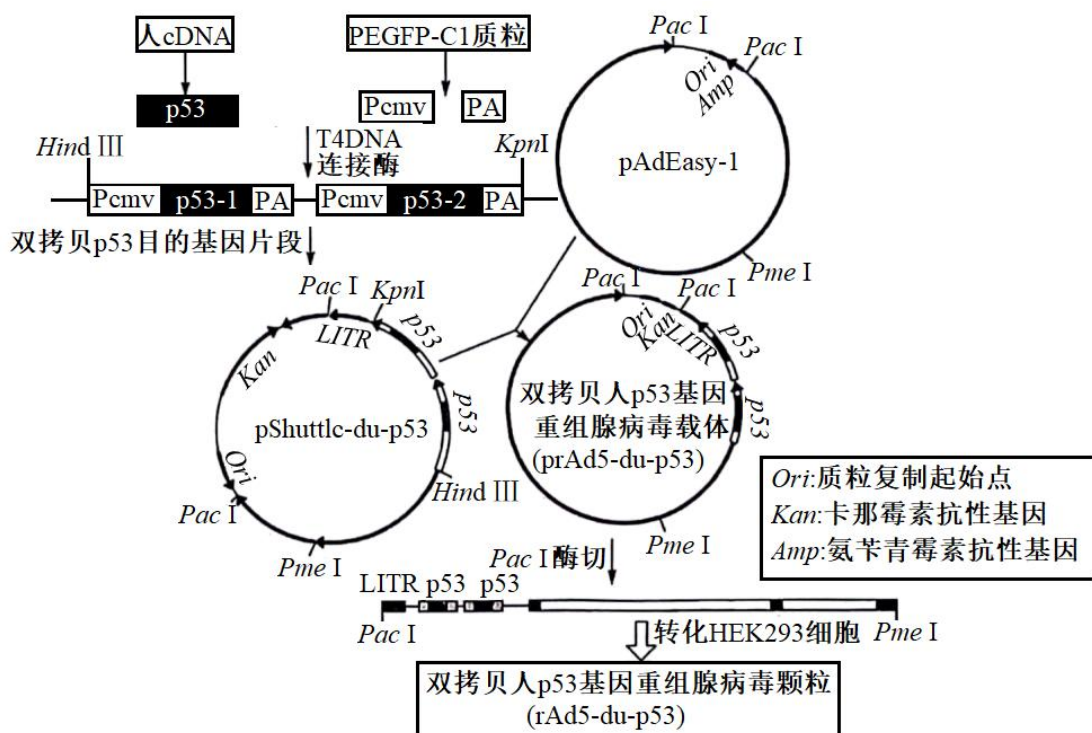 人cDNA
PEGFP-C1质粒
p53
Pcmv
PA
Hind III
T4DNA
连接酶
KpnI
Pcmv p53-1 PA
Pcmv p53-2 PA
双拷贝p53目的基因片段
Pac I
Pac I
Ori
Amp
pAdEasy-1
Pme I
Pac I
KpnI
LITR
p53
p53
Kan
pShuttlc-du-p53
Ori
Hind III
Pac I
Pme I
Pac I
Pac I
Ori
Kan
LITR
p53
p53
双拷贝人p53基因
重组腺病毒载体
(prAd5-du-p53)
Pme I
Ori:质粒复制起始点
Kan:卡那霉素抗性基因
Amp:氨苄青霉素抗性基因
Pac I酶切
LITR p53 p53
Pac I
Pme I
转化HEK293细胞
双拷贝人p53基因重组腺病毒颗粒
(rAd5-du-p53)